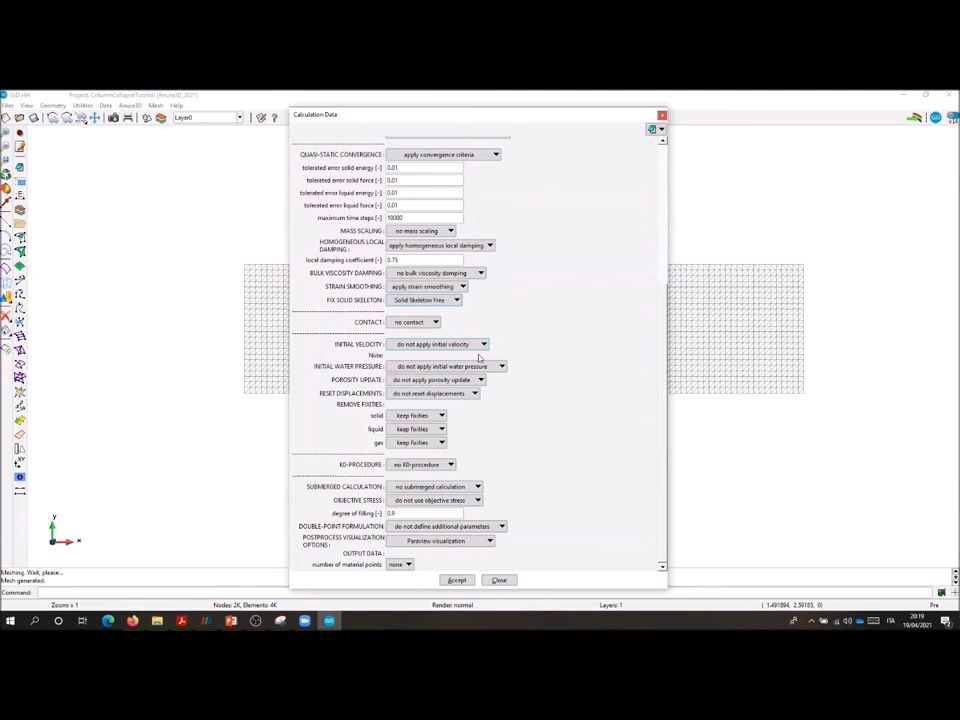 GiD x64 Project: ColumnCollapseTutorial (Anura3D_2021)
Files View Geometry Utilities Data Anura3D Mesh Help
Layer0
Calculation Data
QUASI-STATIC CONVERGENCE: apply convergence criteria
tolerated error solid energy [-] 0.01
tolerated error solid force [-] 0.01
tolerated error liquid energy [-] 0.01
tolerated error liquid force [-] 0.01
maximum time steps [-] 10000
MASS SCALING: no mass scaling
HOMOGENEOUS LOCAL
DAMPING: apply homogeneous local damping
local damping coefficient [-] 0.75
BULK VISCOSITY DAMPING: no bulk viscosity damping
STRAIN SMOOTHING: apply strain smoothing
FIX SOLID SKELETON: Solid Skeleton Free
CONTACT: no contact
INITIAL VELOCITY: do not apply initial velocity
Note:
INITIAL WATER PRESSURE: do not apply initial water pressure
POROSITY UPDATE: do not apply porosity update
RESET DISPLACEMENTS: do not reset displacements
REMOVE FIXITIES:
solid keep fixities
liquid keep fixities
gas keep fixities
K0-PROCEDURE: no K0-procedure
SUBMERGED CALCULATION: no submerged calculation
OBJECTIVE STRESS: do not use objective stress
degree of filling [-] 0.9
DOUBLE-POINT FORMULATION: do not define additional parameters
POSTPROCESS VISUALIZATION
OPTIONS: Paraview visualization
OUTPUT DATA:
number of material points none
Accept Close
y
x
Meshing. Wait, please...
Mesh generated.
Command:
Zoom: x 1 Nodes: 2K, Elements: 4K Render: normal Layers: 1 ( 1.491894, 2.59185, 0) Pre
ITA 20:19
19/04/2021